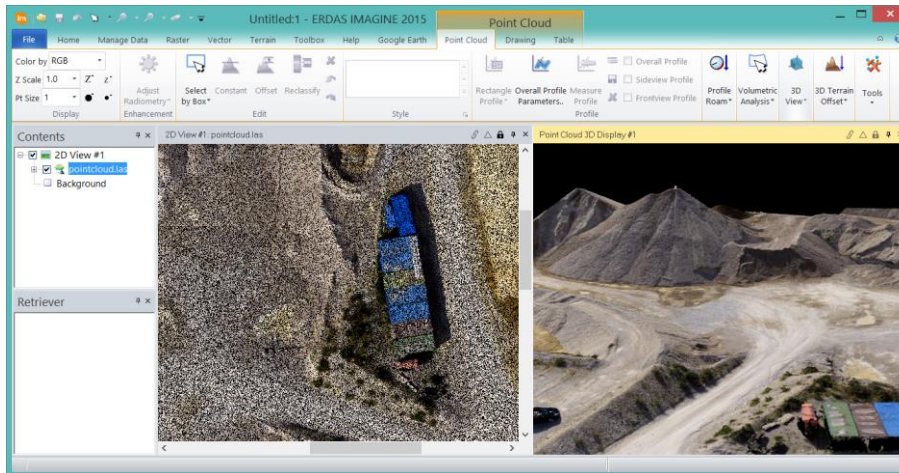 Untitled:1 - ERDAS IMAGINE 2015
Point Cloud
File Home Manage Data Raster Vector Terrain Toolbox Help Google Earth Point Cloud Drawing Table
Color by RGB
Z Scale 1.0 Z⁺ z⁺
Pt Size 1
Display
Adjust Radiometry
Enhancement
Select by Box
Constant
Offset
Reclassify
Edit
Style
Rectangle Profile
Overall Profile Parameters..
Measure Profile
Overall Profile
Sideview Profile
Frontview Profile
Profile
Profile Roam
Volumetric Analysis
3D View
3D Terrain Offset
Tools
Contents
2D View #1
pointcloud.las
Background
Retriever
2D View #1: pointcloud.las
Point Cloud 3D Display #1